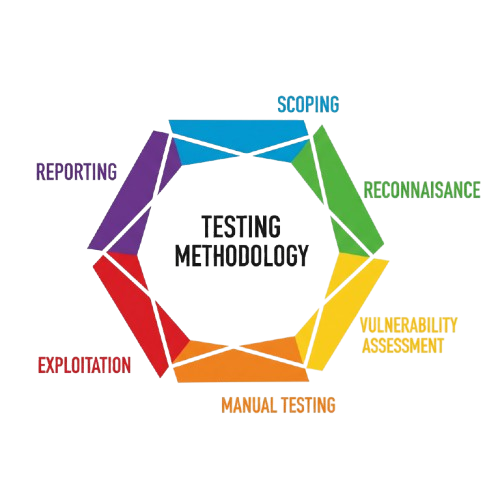 SCOPING
REPORTING
RECONNAISANCE
TESTING
METHODOLOGY
VULNERABILITY
ASSESSMENT
EXPLOITATION
MANUAL TESTING